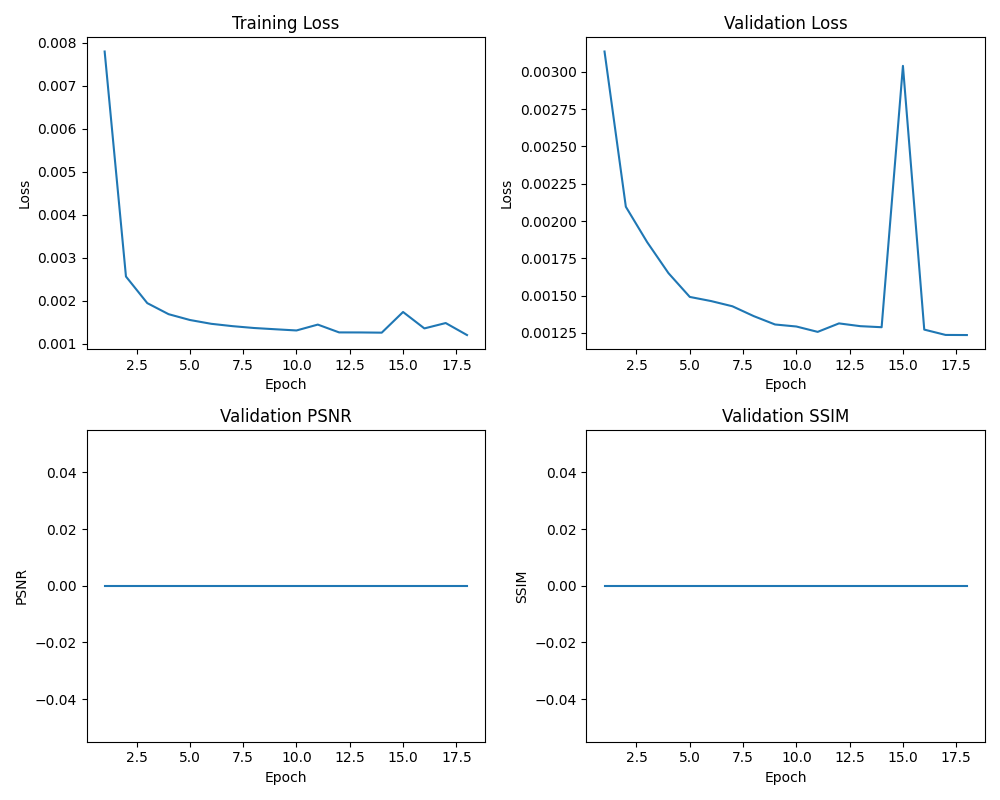 Training Loss
Validation Loss
0.008
0.007
0.006
0.005
0.004
0.003
0.002
0.001
Loss
2.5 5.0 7.5 10.0 12.5 15.0 17.5
Epoch
0.00300
0.00275
0.00250
0.00225
0.00200
0.00175
0.00150
0.00125
Loss
2.5 5.0 7.5 10.0 12.5 15.0 17.5
Epoch
Validation PSNR
Validation SSIM
0.04
0.02
0.00
−0.02
−0.04
PSNR
2.5 5.0 7.5 10.0 12.5 15.0 17.5
Epoch
0.04
0.02
0.00
−0.02
−0.04
SSIM
2.5 5.0 7.5 10.0 12.5 15.0 17.5
Epoch